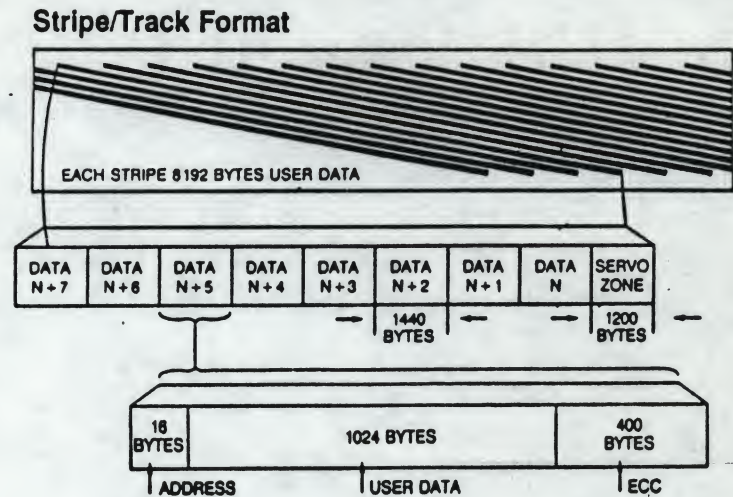 Stripe/Track Format
EACH STRIPE 8192 BYTES USER DATA
DATA N+7 DATA N+6 DATA N+5 DATA N+4 DATA N+3 DATA N+2 DATA N+1 DATA N SERVO ZONE
1440 BYTES 1200 BYTES
16 BYTES 1024 BYTES 400 BYTES
ADDRESS USER DATA ECC